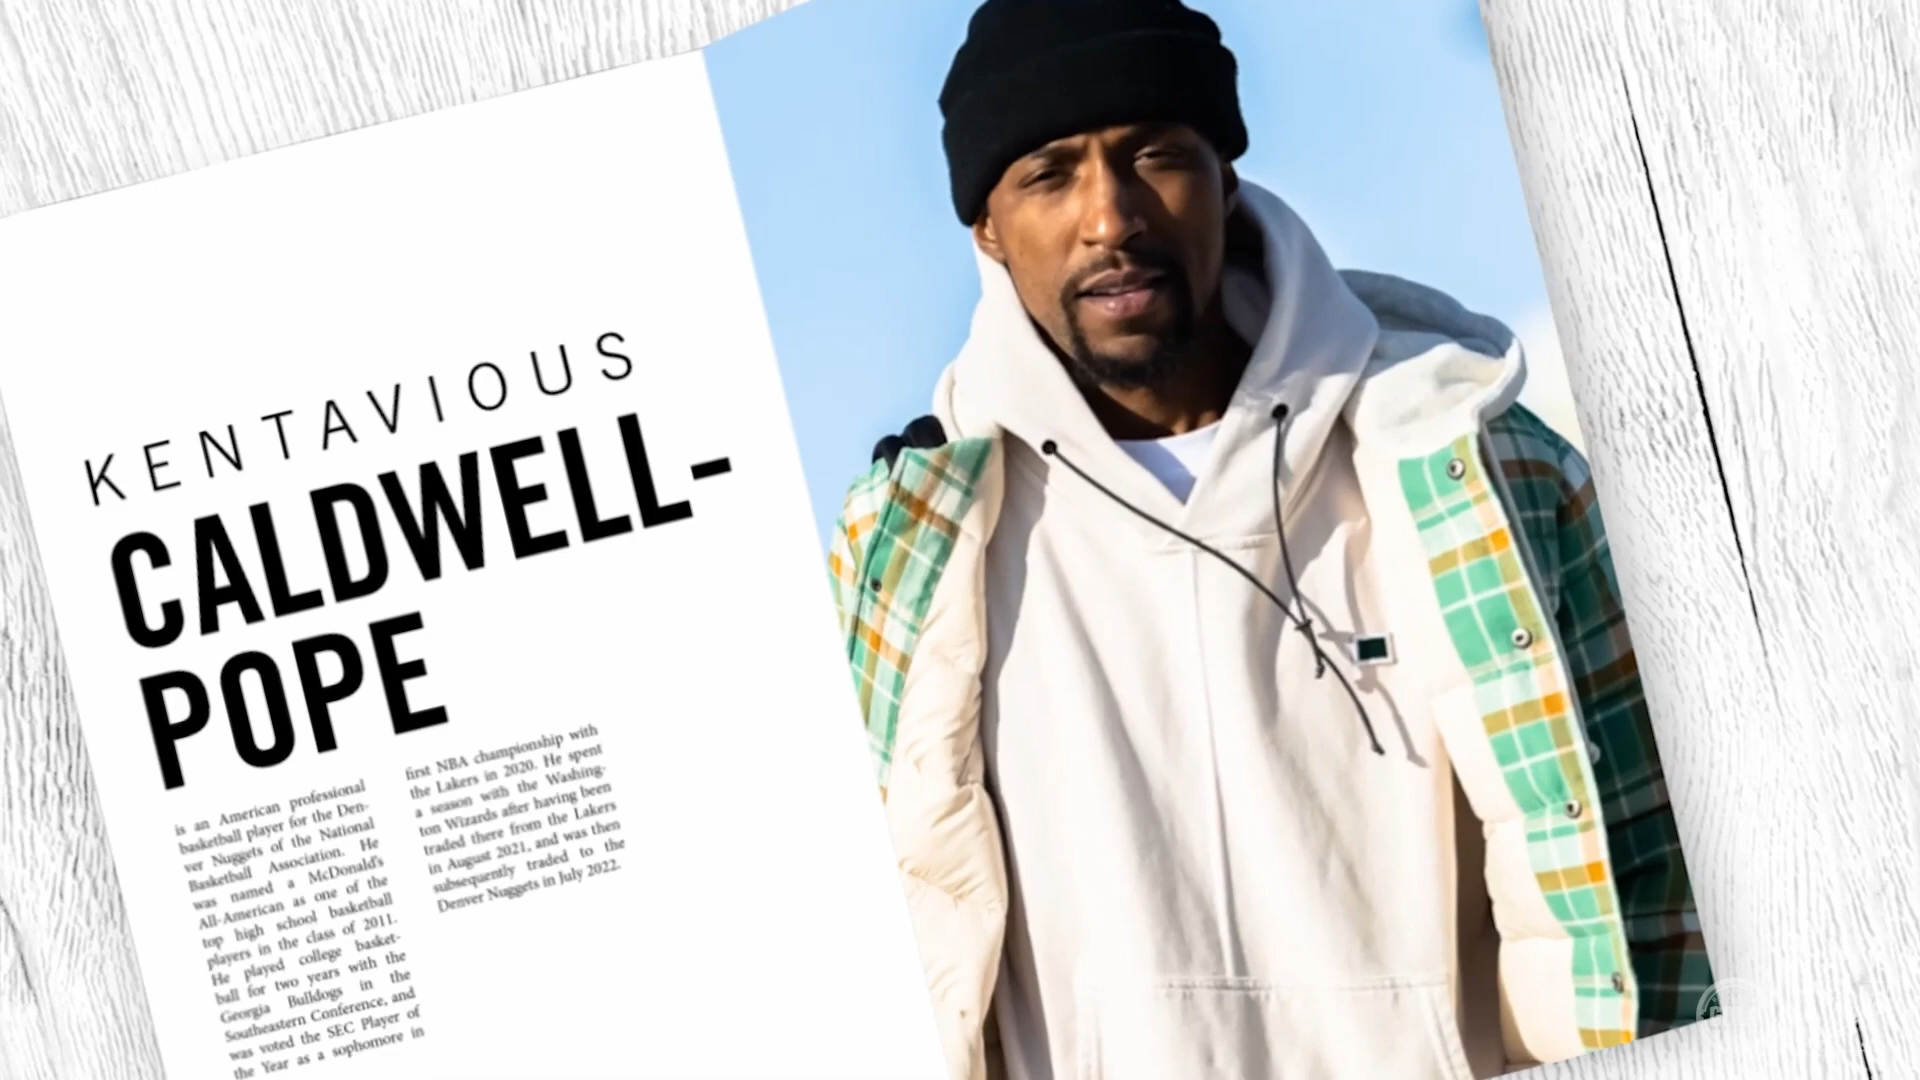 KENTAVIOUS
CALDWELL-
POPE
is an American professional
basketball player for the Den-
ver Nuggets of the National
Basketball Association. He
was named a McDonald's
All-American as one of the
top high school basketball
players in the class of 2011.
He played college basket-
ball for two years with the
Georgia Bulldogs in the
Southeastern Conference, and
was voted the SEC Player of
the Year as a sophomore in
first NBA championship with
the Lakers in 2020. He spent
a season with the Washing-
ton Wizards after having been
traded there from the Lakers
in August 2021, and was then
subsequently traded to the
Denver Nuggets in July 2022.